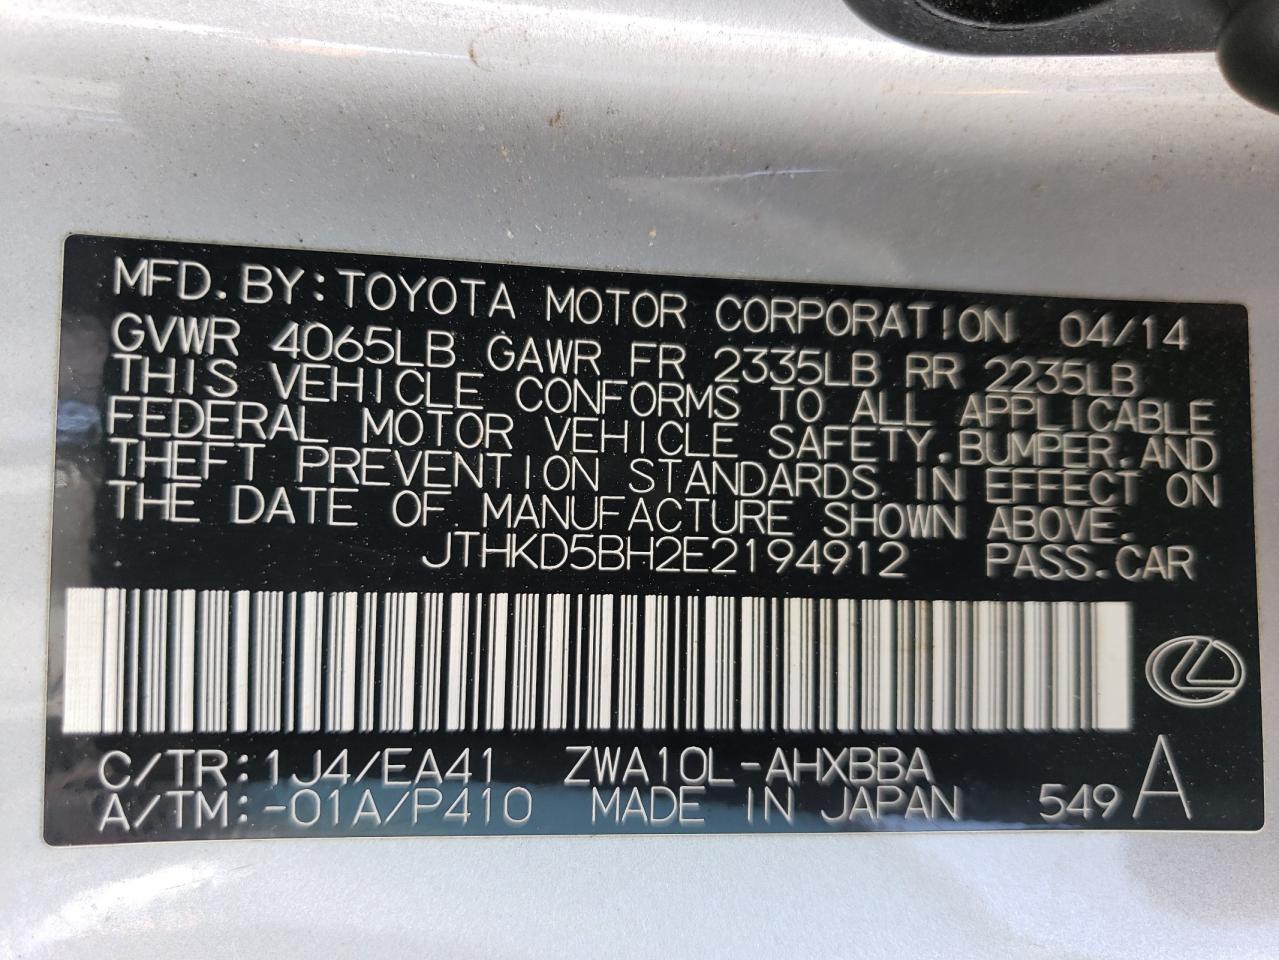 MFD. BY: TOYOTA MOTOR CORPORATION 04/14
GVWR 4065LB GAWR FR 2335LB RR 2235LB
THIS VEHICLE CONFORMS TO ALL APPLICABLE
FEDERAL MOTOR VEHICLE SAFETY, BUMPER, AND
THEFT PREVENTION STANDARDS IN EFFECT ON
THE DATE OF MANUFACTURE SHOWN ABOVE.
JTHKD5BH2E2194912 PASS. CAR
C/TR: 1J4/EA41 ZWA10L-AHXBBA
A/TM: -01A/P410 MADE IN JAPAN 549 A